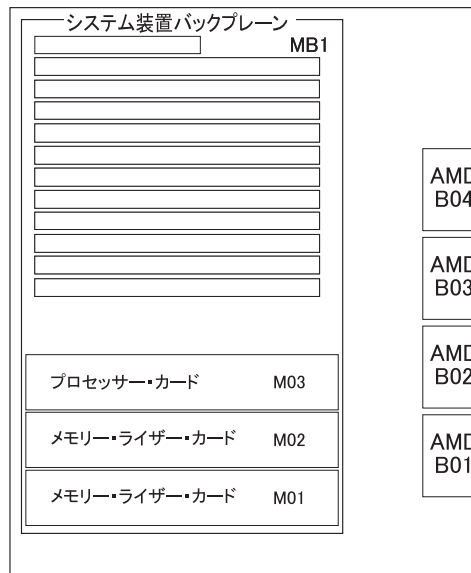 システム装置バックプレーン
MB1
AMD
B04
AMD
B03
AMD
B02
AMD
B01
プロセッサー・カード M03
メモリー・ライザー・カード M02
メモリー・ライザー・カード M01